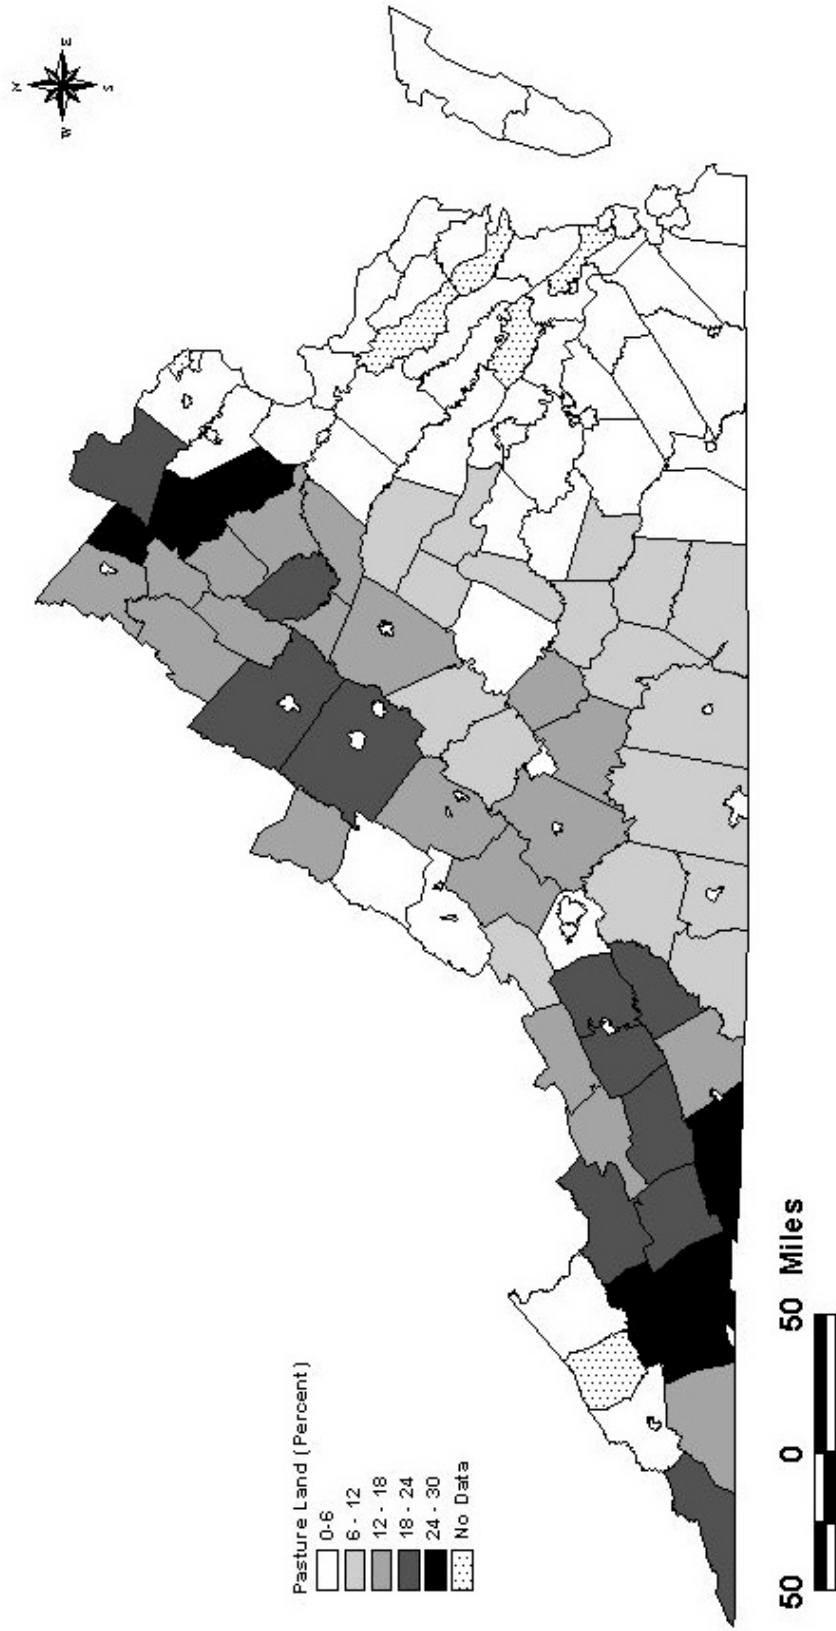 N
W
E
S
Pasture Land (Percent)
0-6
6 - 12
12 - 18
18 - 24
24 - 30
No Data
50 0 50 Miles